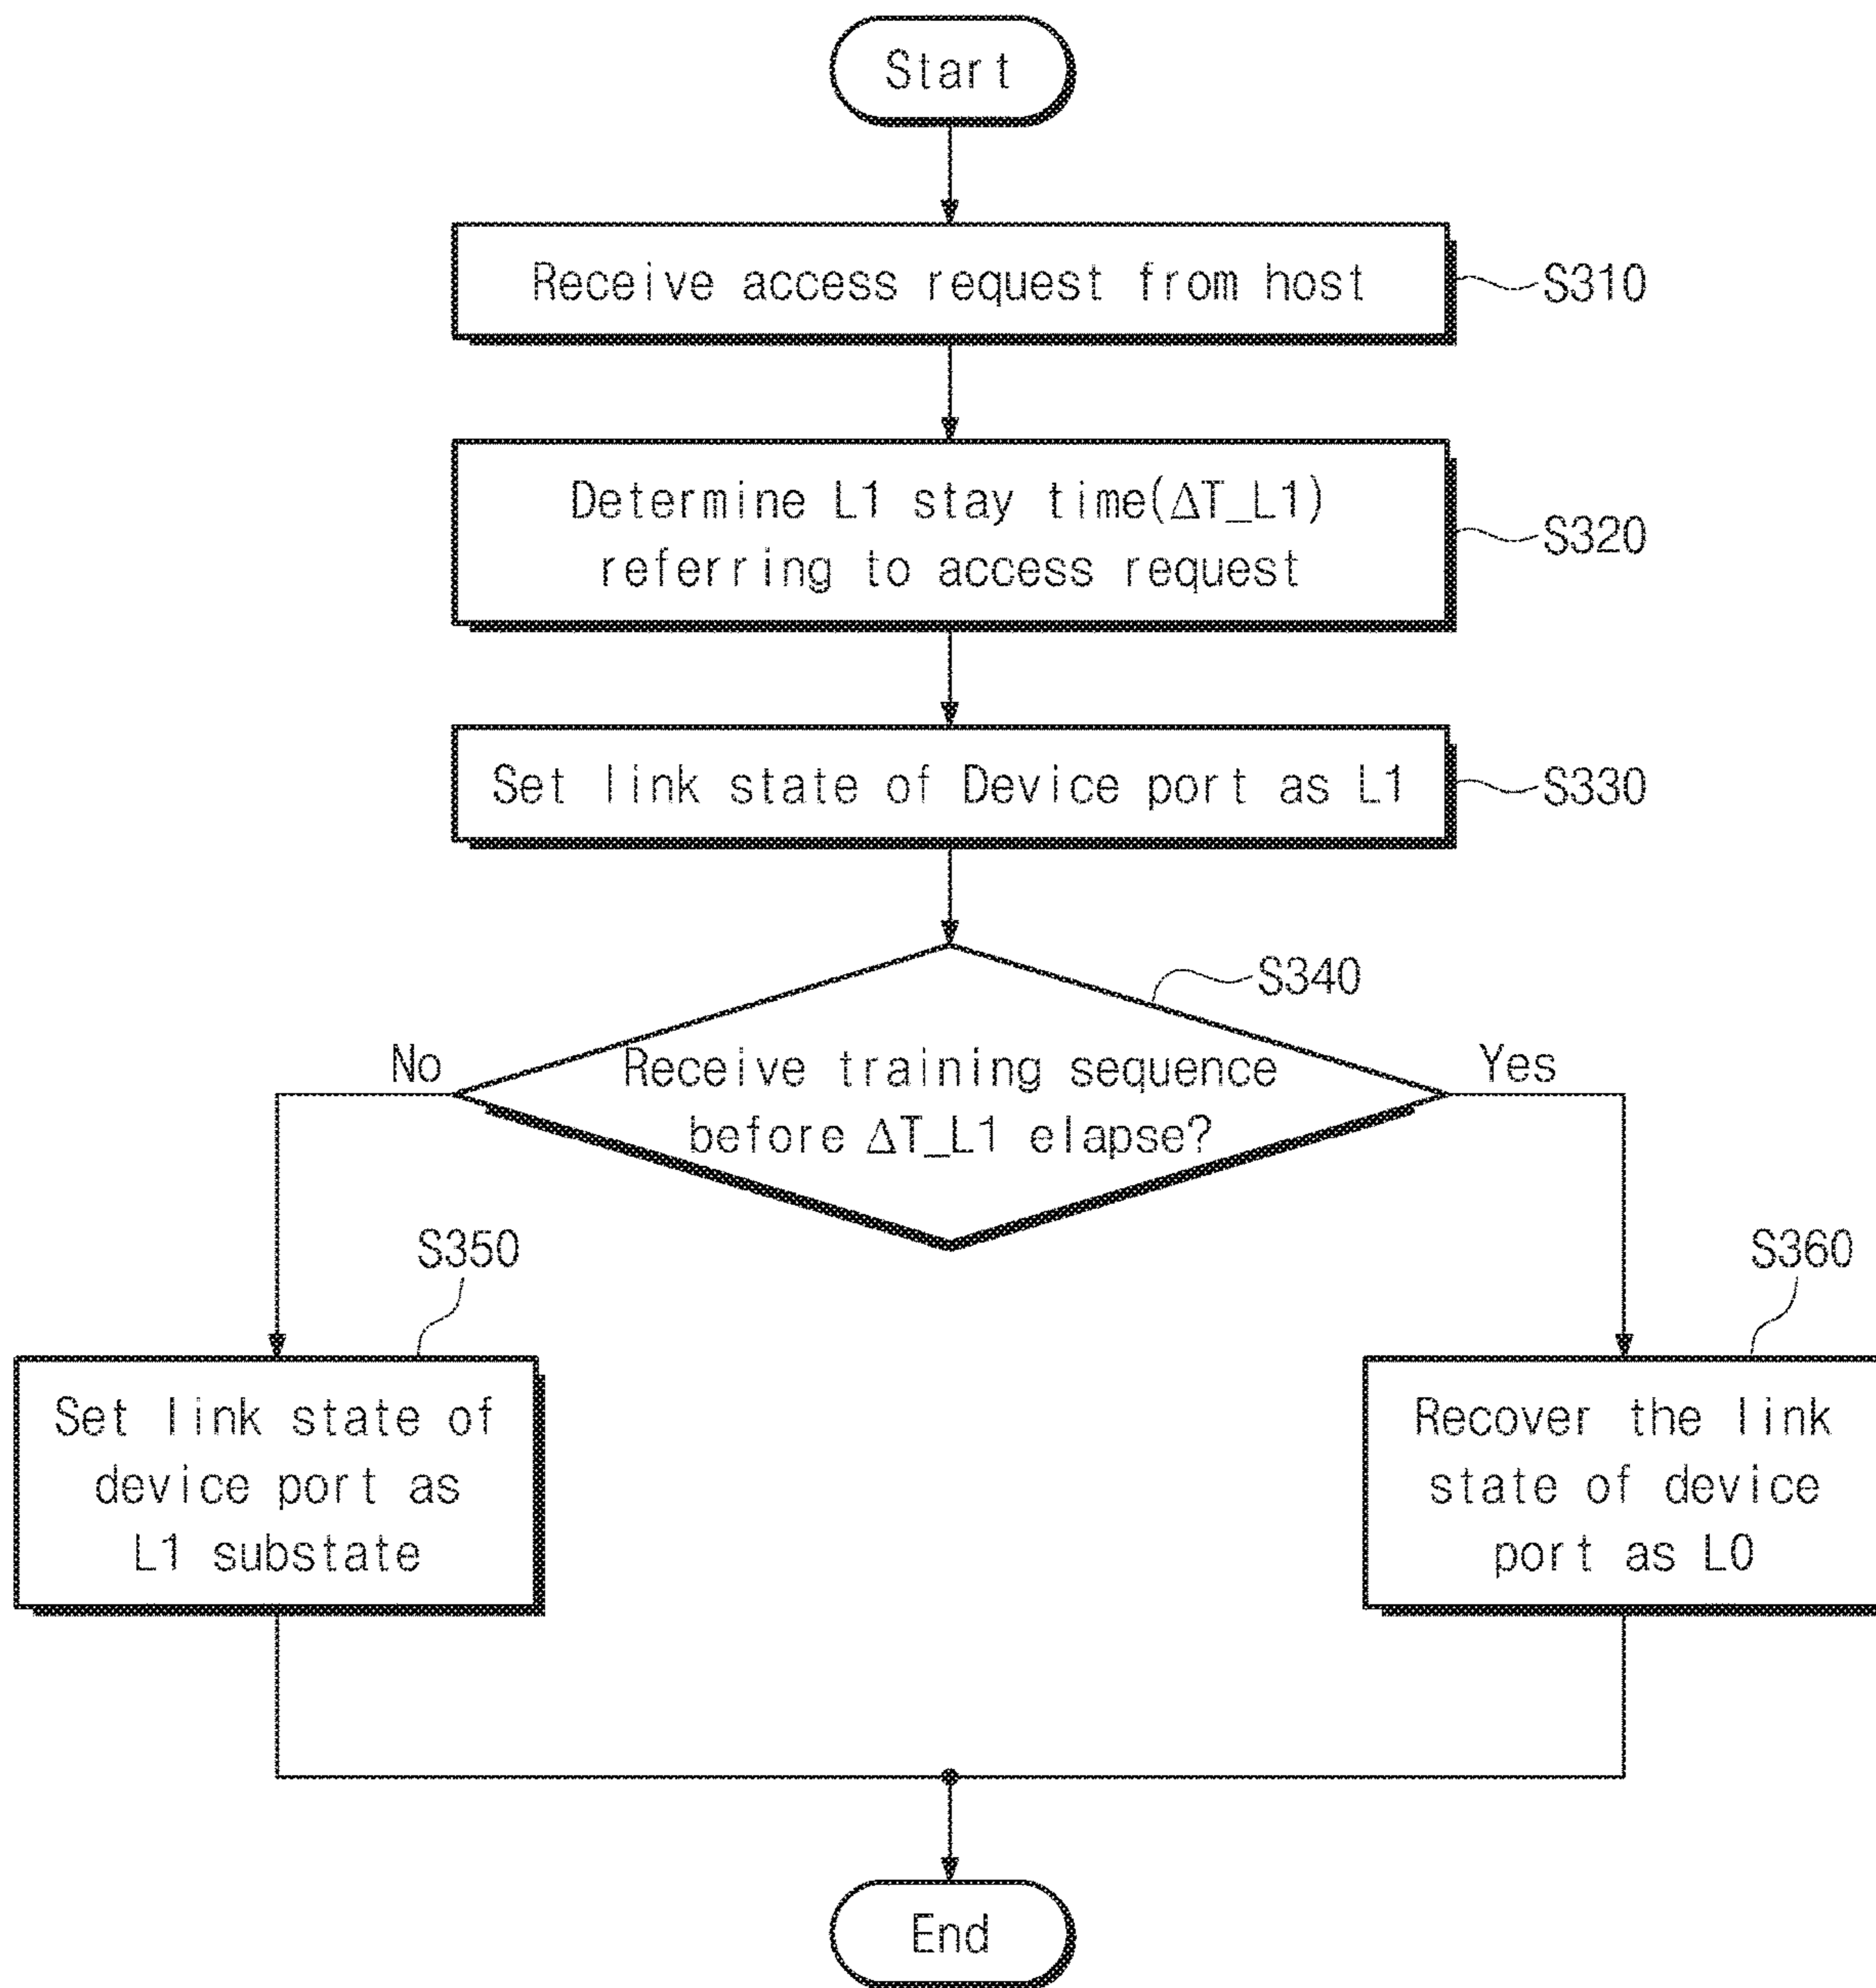 Start
Receive access request from host
S310
Determine L1 stay time(ΔT_L1)
referring to access request
S320
Set link state of Device port as L1
S330
S340
No
Receive training sequence
before ΔT_L1 elapse?
Yes
S350
S360
Set link state of
device port as
L1 substate
Recover the link
state of device
port as L0
End